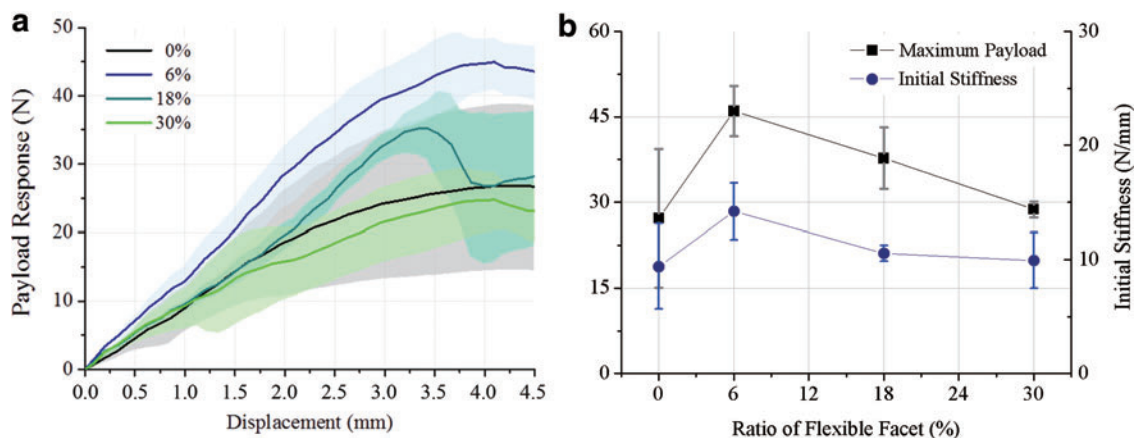 a
50
40
30
20
10
0
Payload Response (N)
0%
6%
18%
30%
0.0 0.5 1.0 1.5 2.0 2.5 3.0 3.5 4.0 4.5
Displacement (mm)
b
60
45
30
15
0
Maximum Payload
Initial Stiffness
30
20
10
0
Initial Stiffness (N/mm)
0 6 12 18 24 30
Ratio of Flexible Facet (%)